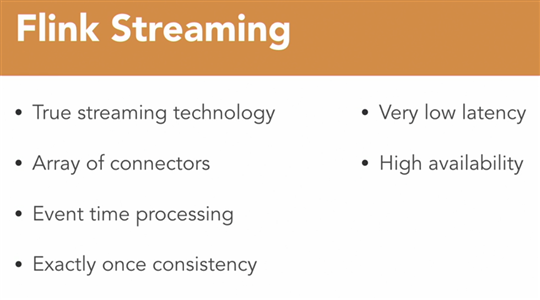 Flink Streaming
• True streaming technology
• Array of connectors
• Event time processing
• Exactly once consistency
• Very low latency
• High availability